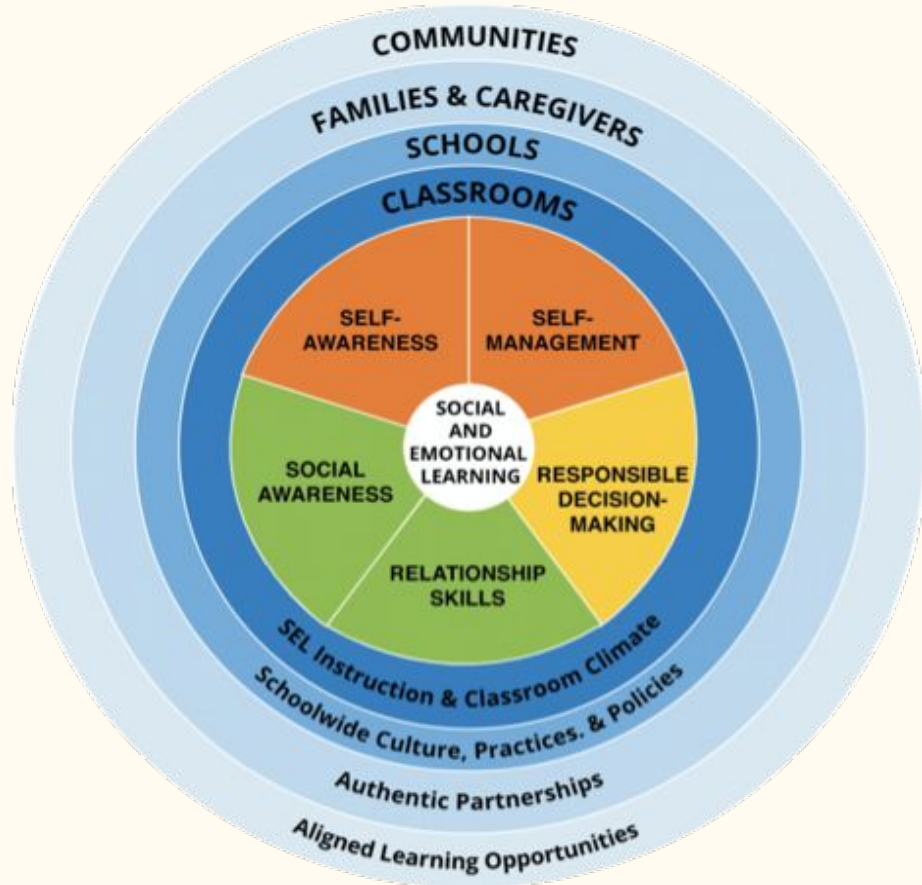 COMMUNITIES
FAMILIES & CAREGIVERS
SCHOOLS
CLASSROOMS
SELF-
AWARENESS
SELF-
MANAGEMENT
SOCIAL
AND
EMOTIONAL
LEARNING
SOCIAL
AWARENESS
RESPONSIBLE
DECISION-
MAKING
RELATIONSHIP
SKILLS
SEL Instruction & Classroom Climate
Schoolwide Culture, Practices. & Policies
Authentic Partnerships
Aligned Learning Opportunities